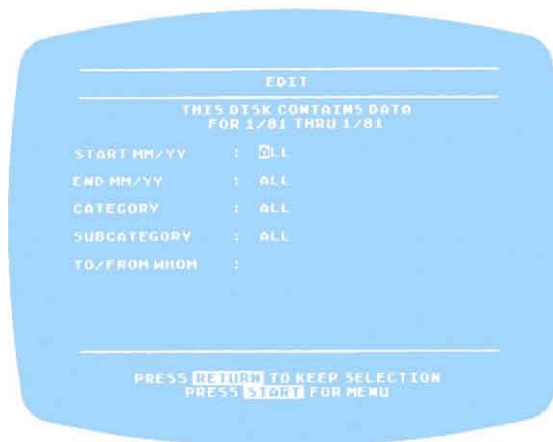 EDIT
THIS DISK CONTAINS DATA
FOR 1/81 THRU 1/81
START MM/YY : ALL
END MM/YY : ALL
CATEGORY : ALL
SUBCATEGORY : ALL
TO/FROM WHOM :
PRESS RETURN TO KEEP SELECTION
PRESS START FOR MENU